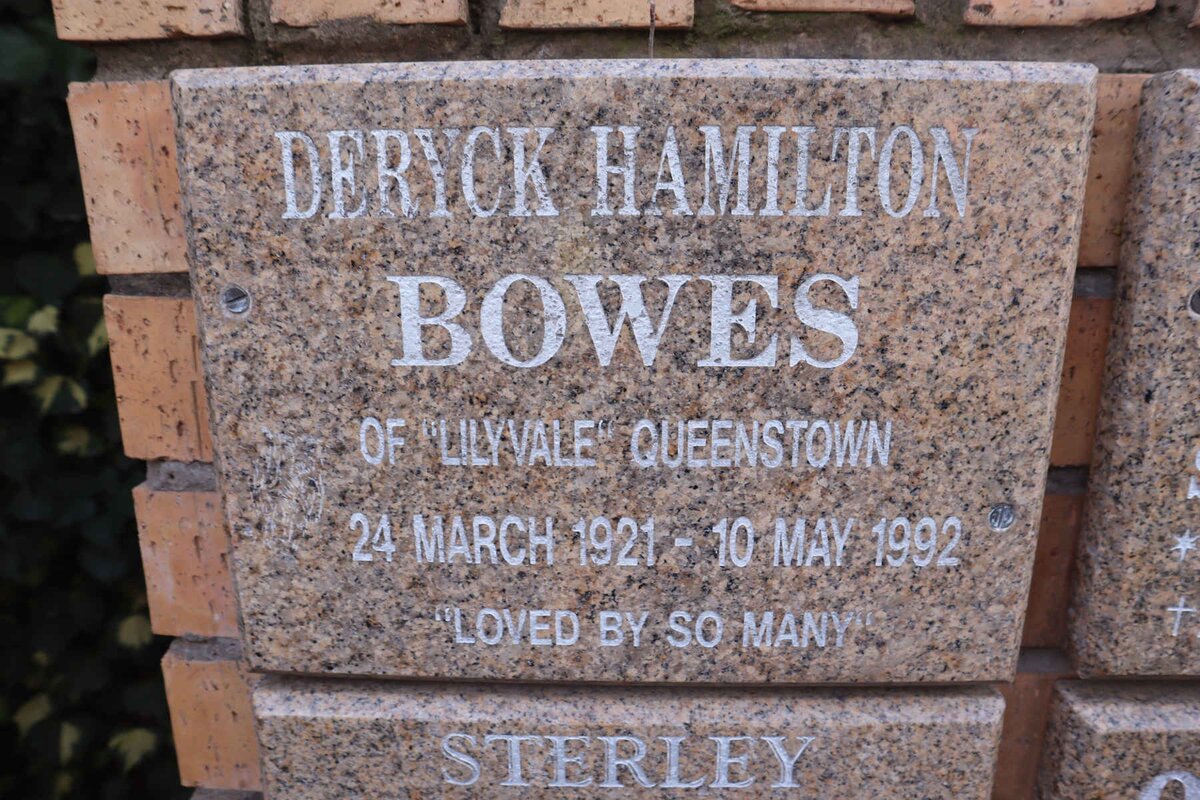 DERYCK HAMILTON
BOWES
OF "LILYVALE" QUEENSTOWN
24 MARCH 1921 - 10 MAY 1992
"LOVED BY SO MANY"
STERLEY